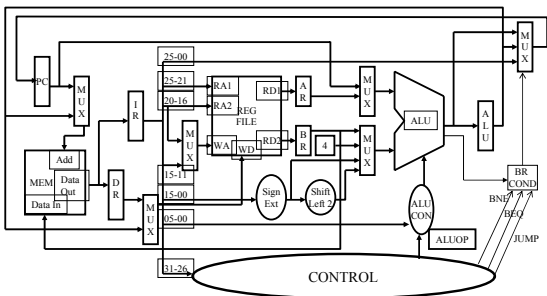 25-00
M
U
X
PC
M
U
X
25-21
20-16
RA1
RA2
REG
FILE
RD1
A
R
M
U
X
I
R
M
U
X
WA
WD
RD2
B
R
4
M
U
X
ALU
A
L
U
Add
MEM
Data
Out
Data In
D
R
M
U
X
15-11
15-00
05-00
Sign
Ext
Shift
Left 2
ALU
CON
ALUOP
BR
COND
BNE
BEQ
JUMP
31-26
CONTROL